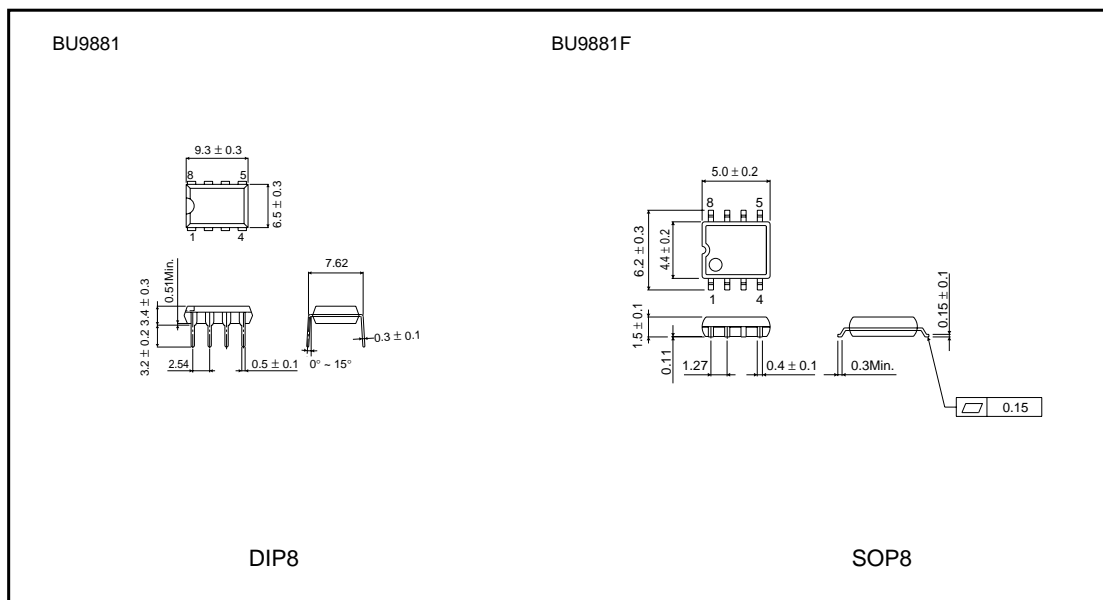 BU9881
BU9881F
9.3 ± 0.3
8 5
6.5 ± 0.3
1 4
0.51Min.
3.2 ± 0.2 3.4 ± 0.3
7.62
0.3 ± 0.1
2.54
0.5 ± 0.1
0° ~ 15°
5.0 ± 0.2
8 5
6.2 ± 0.3
4.4 ± 0.2
1 4
1.5 ± 0.1
0.11
1.27
0.4 ± 0.1
0.3Min.
0.15 ± 0.1
0.15
DIP8
SOP8